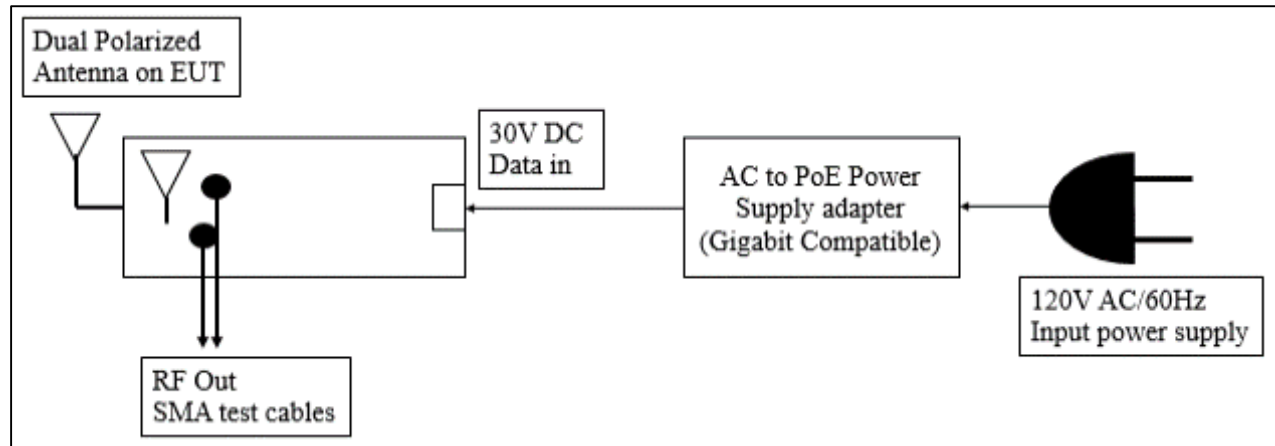 Dual Polarized
Antenna on EUT
30V DC
Data in
AC to PoE Power
Supply adapter
(Gigabit Compatible)
120V AC/60Hz
Input power supply
RF Out
SMA test cables